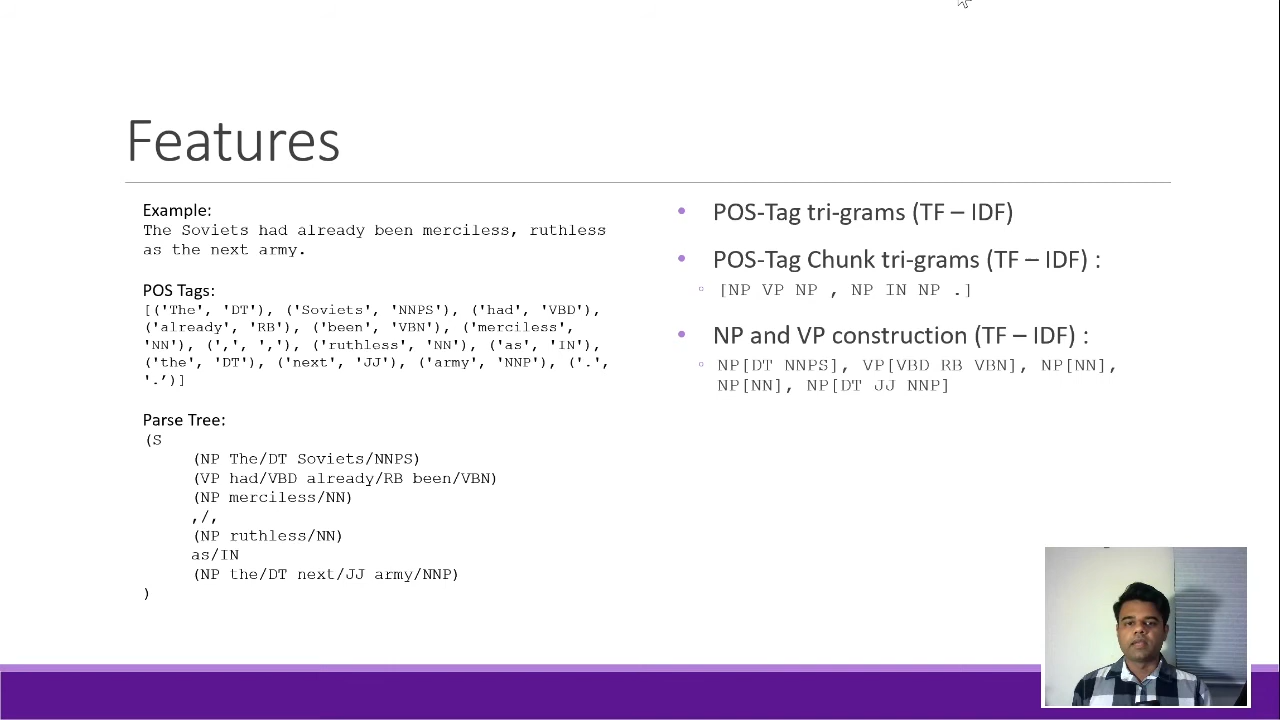 Features
Example:
The Soviets had already been merciless, ruthless
as the next army.
POS Tags:
[('The', 'DT'), ('Soviets', 'NNPS'), ('had', 'VBD'),
('already', 'RB'), ('been', 'VBN'), ('merciless',
'NN'), (',', ','), ('ruthless', 'NN'), ('as', 'IN'),
('the', 'DT'), ('next', 'JJ'), ('army', 'NNP'), ('.',
'.’)]
Parse Tree:
(S
(NP The/DT Soviets/NNPS)
(VP had/VBD already/RB been/VBN)
(NP merciless/NN)
,/,
(NP ruthless/NN)
as/IN
(NP the/DT next/JJ army/NNP)
)
• POS-Tag tri-grams (TF – IDF)
• POS-Tag Chunk tri-grams (TF – IDF) :
◦ [NP VP NP , NP IN NP .]
• NP and VP construction (TF – IDF) :
◦ NP[DT NNPS], VP[VBD RB VBN], NP[NN],
NP[NN], NP[DT JJ NNP]